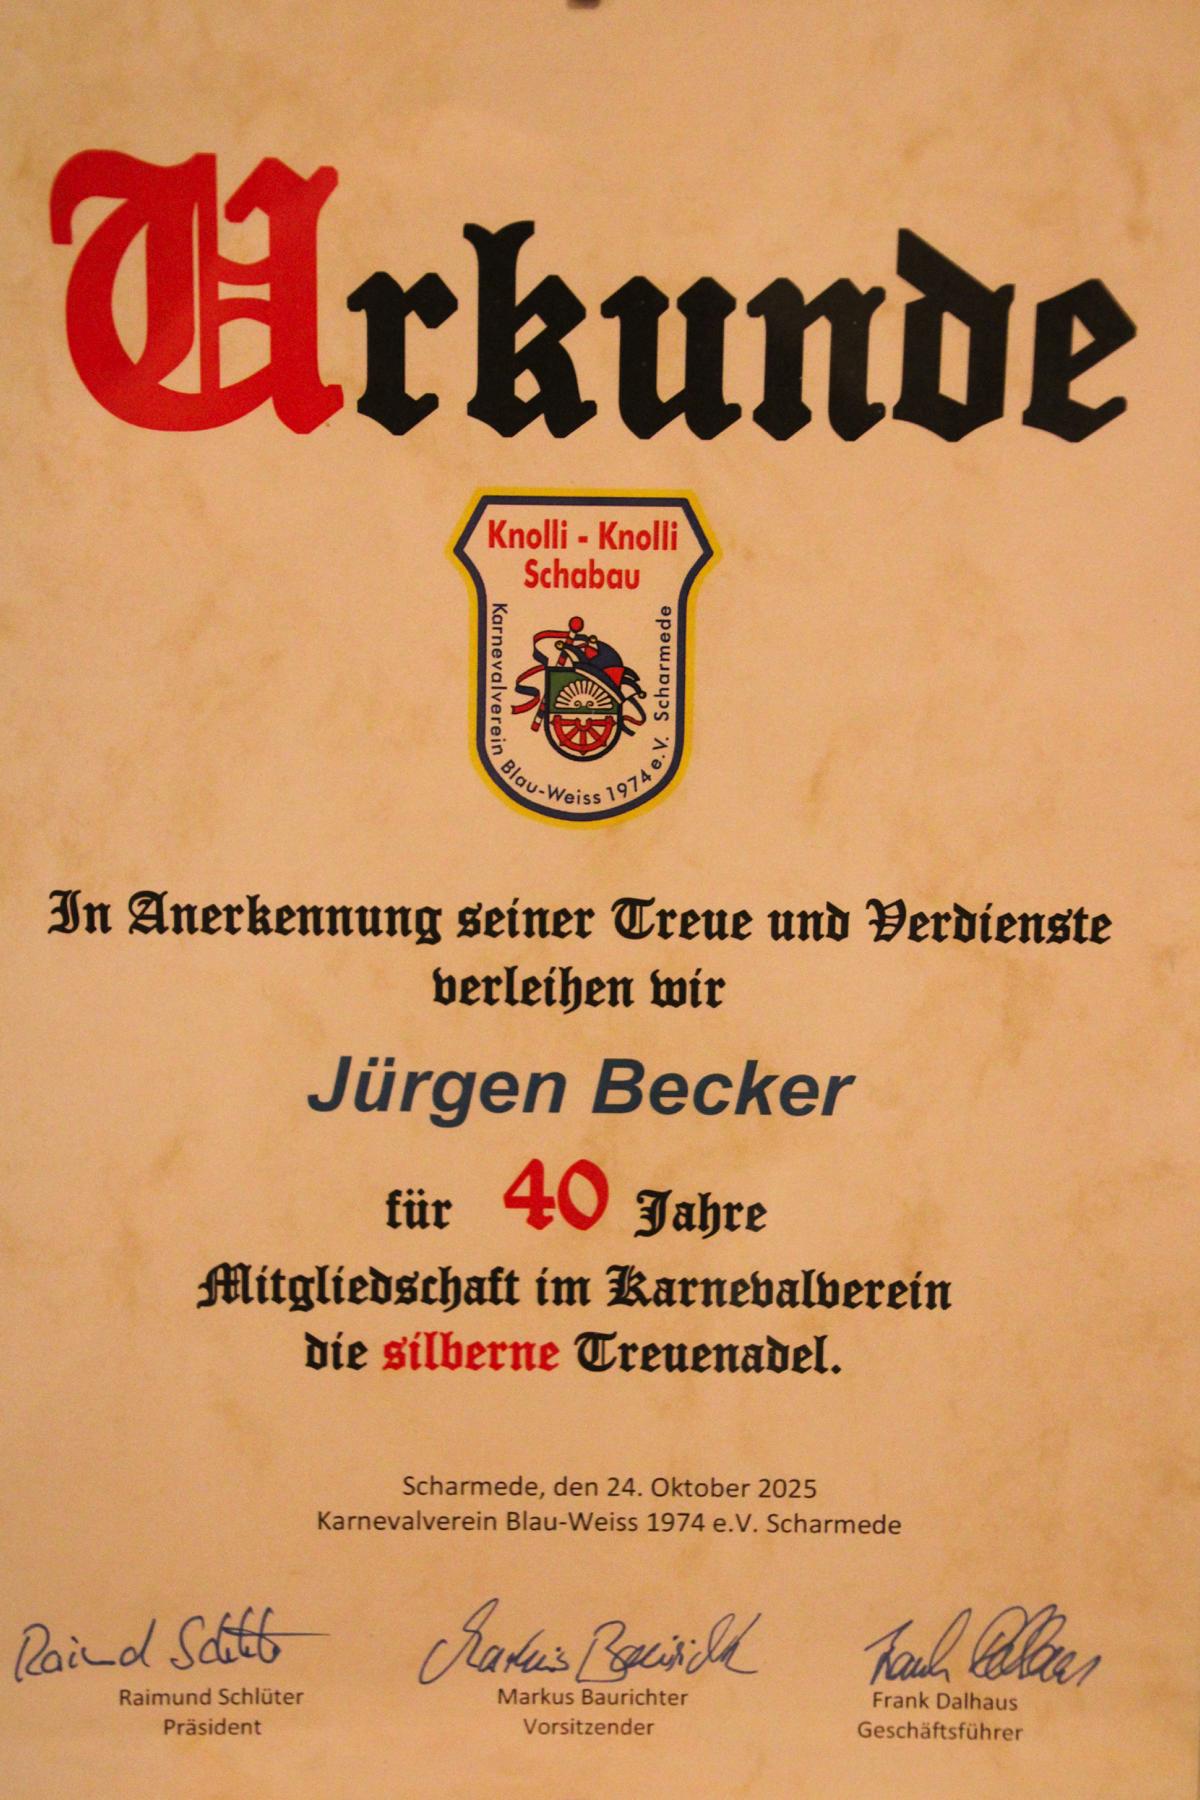 Urkunde
Knolli - Knolli
Schabau
Karnevalverein Blau-Weiss 1974 e.V. Scharmede
In Anerkennung seiner Treue und Verdienste
verleihen wir
Jürgen Becker
für 40 Jahre
Mitgliedschaft im Karnevalverein
die silberne Treuenadel.
Scharmede, den 24. Oktober 2025
Karnevalverein Blau-Weiss 1974 e.V. Scharmede
Raimund Schlüter Markus Baurichter Frank Dalhaus
Präsident Vorsitzender Geschäftsführer